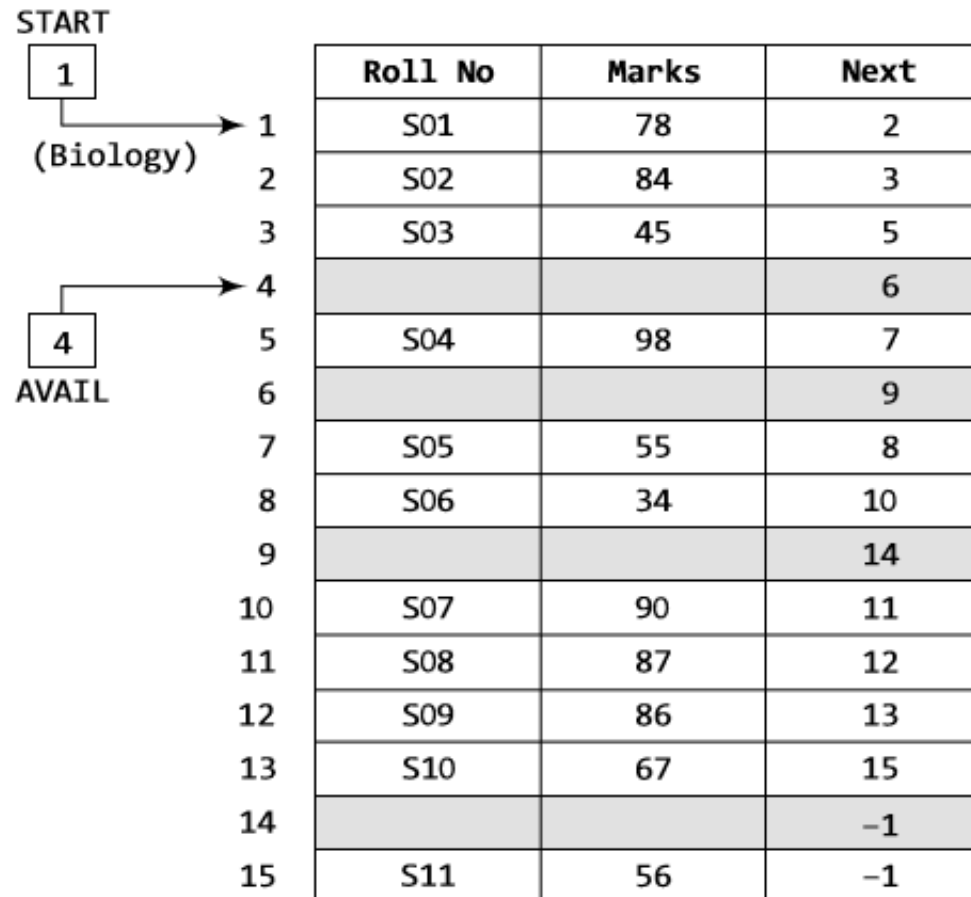 START
1
Roll No Marks Next
1 S01 78 2
(Biology)
2 S02 84 3
3 S03 45 5
4 6
4
5 S04 98 7
AVAIL
6 9
7 S05 55 8
8 S06 34 10
9 14
10 S07 90 11
11 S08 87 12
12 S09 86 13
13 S10 67 15
14 −1
15 S11 56 −1